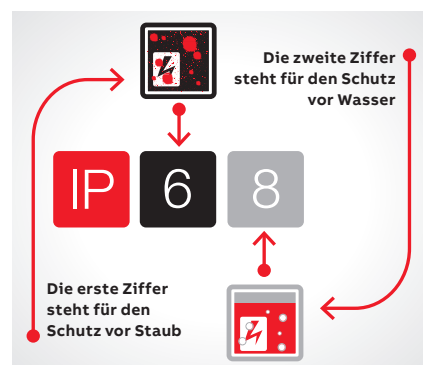 Die zweite Ziffer
steht für den Schutz
vor Wasser
IP 6 8
Die erste Ziffer
steht für den
Schutz vor Staub